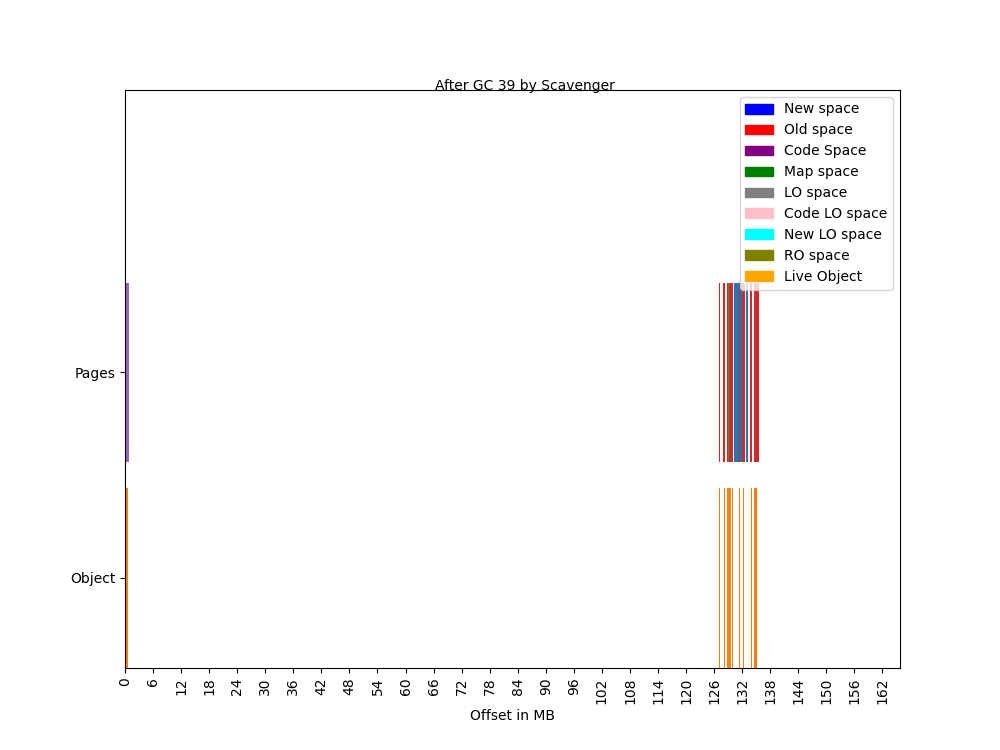 After GC 39 by Scavenger
New space
Old space
Code Space
Map space
LO space
Code LO space
New LO space
RO space
Live Object
Pages
Object
0 6 12 18 24 30 36 42 48 54 60 66 72 78 84 90 96 102 108 114 120 126 132 138 144 150 156 162
Offset in MB